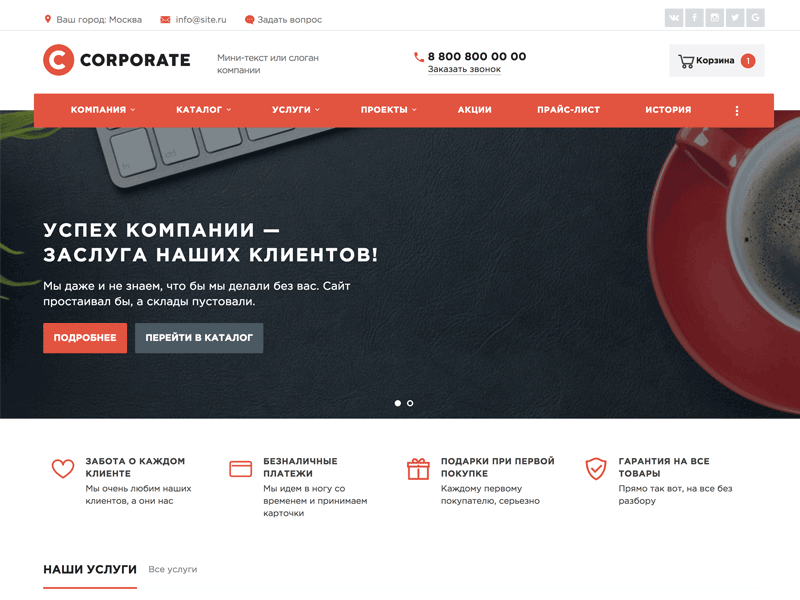 Ваш город: Москва
info@site.ru
Задать вопрос
C CORPORATE
Мини-текст или слоган
компании
8 800 800 00 00
Заказать звонок
Корзина 1
КОМПАНИЯ
КАТАЛОГ
УСЛУГИ
ПРОЕКТЫ
АКЦИИ
ПРАЙС-ЛИСТ
ИСТОРИЯ
УСПЕХ КОМПАНИИ —
ЗАСЛУГА НАШИХ КЛИЕНТОВ!
Мы даже и не знаем, что бы мы делали без вас. Сайт
простаивал бы, а склады пустовали.
ПОДРОБНЕЕ
ПЕРЕЙТИ В КАТАЛОГ
ЗАБОТА О КАЖДОМ
КЛИЕНТЕ
Мы очень любим наших
клиентов, а они нас
БЕЗНАЛИЧНЫЕ
ПЛАТЕЖИ
Мы идем в ногу со
временем и принимаем
карточки
ПОДАРКИ ПРИ ПЕРВОЙ
ПОКУПКЕ
Каждому первому
покупателю, серьезно
ГАРАНТИЯ НА ВСЕ
ТОВАРЫ
Прямо так вот, на все без
разбору
НАШИ УСЛУГИ
Все услуги